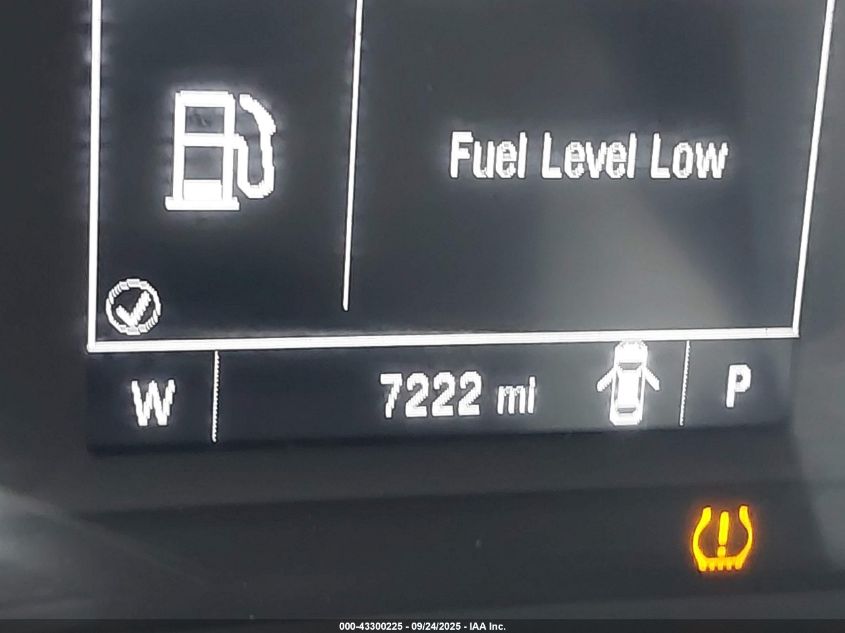 Fuel Level Low
W 7222 mi P
000-43300225 - 09/24/2025 - IAA Inc.